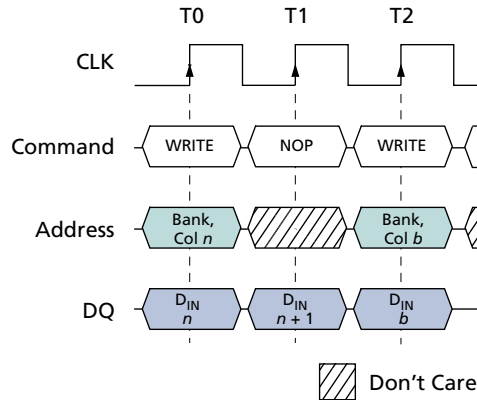 T0 T1 T2
CLK
Command WRITE NOP WRITE
Address Bank, Col n Bank, Col b
DQ DIN n DIN n + 1 DIN b
Don't Care